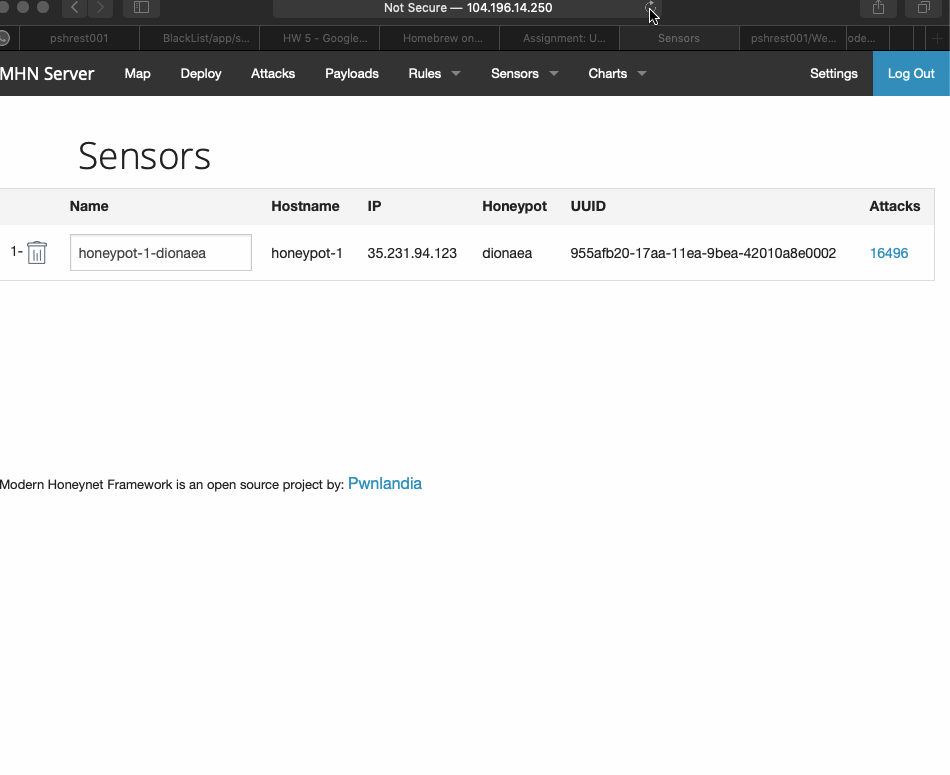 Not Secure — 104.196.14.250
pshrest001 BlackList/app/s... HW 5 - Google... Homebrew on... Assignment: U... Sensors pshrest001/We... ode...
MHN Server Map Deploy Attacks Payloads Rules Sensors Charts Settings Log Out
Sensors
Name Hostname IP Honeypot UUID Attacks
1- honeypot-1-dionaea honeypot-1 35.231.94.123 dionaea 955afb20-17aa-11ea-9bea-42010a8e0002 16496
Modern Honeynet Framework is an open source project by: Pwnlandia